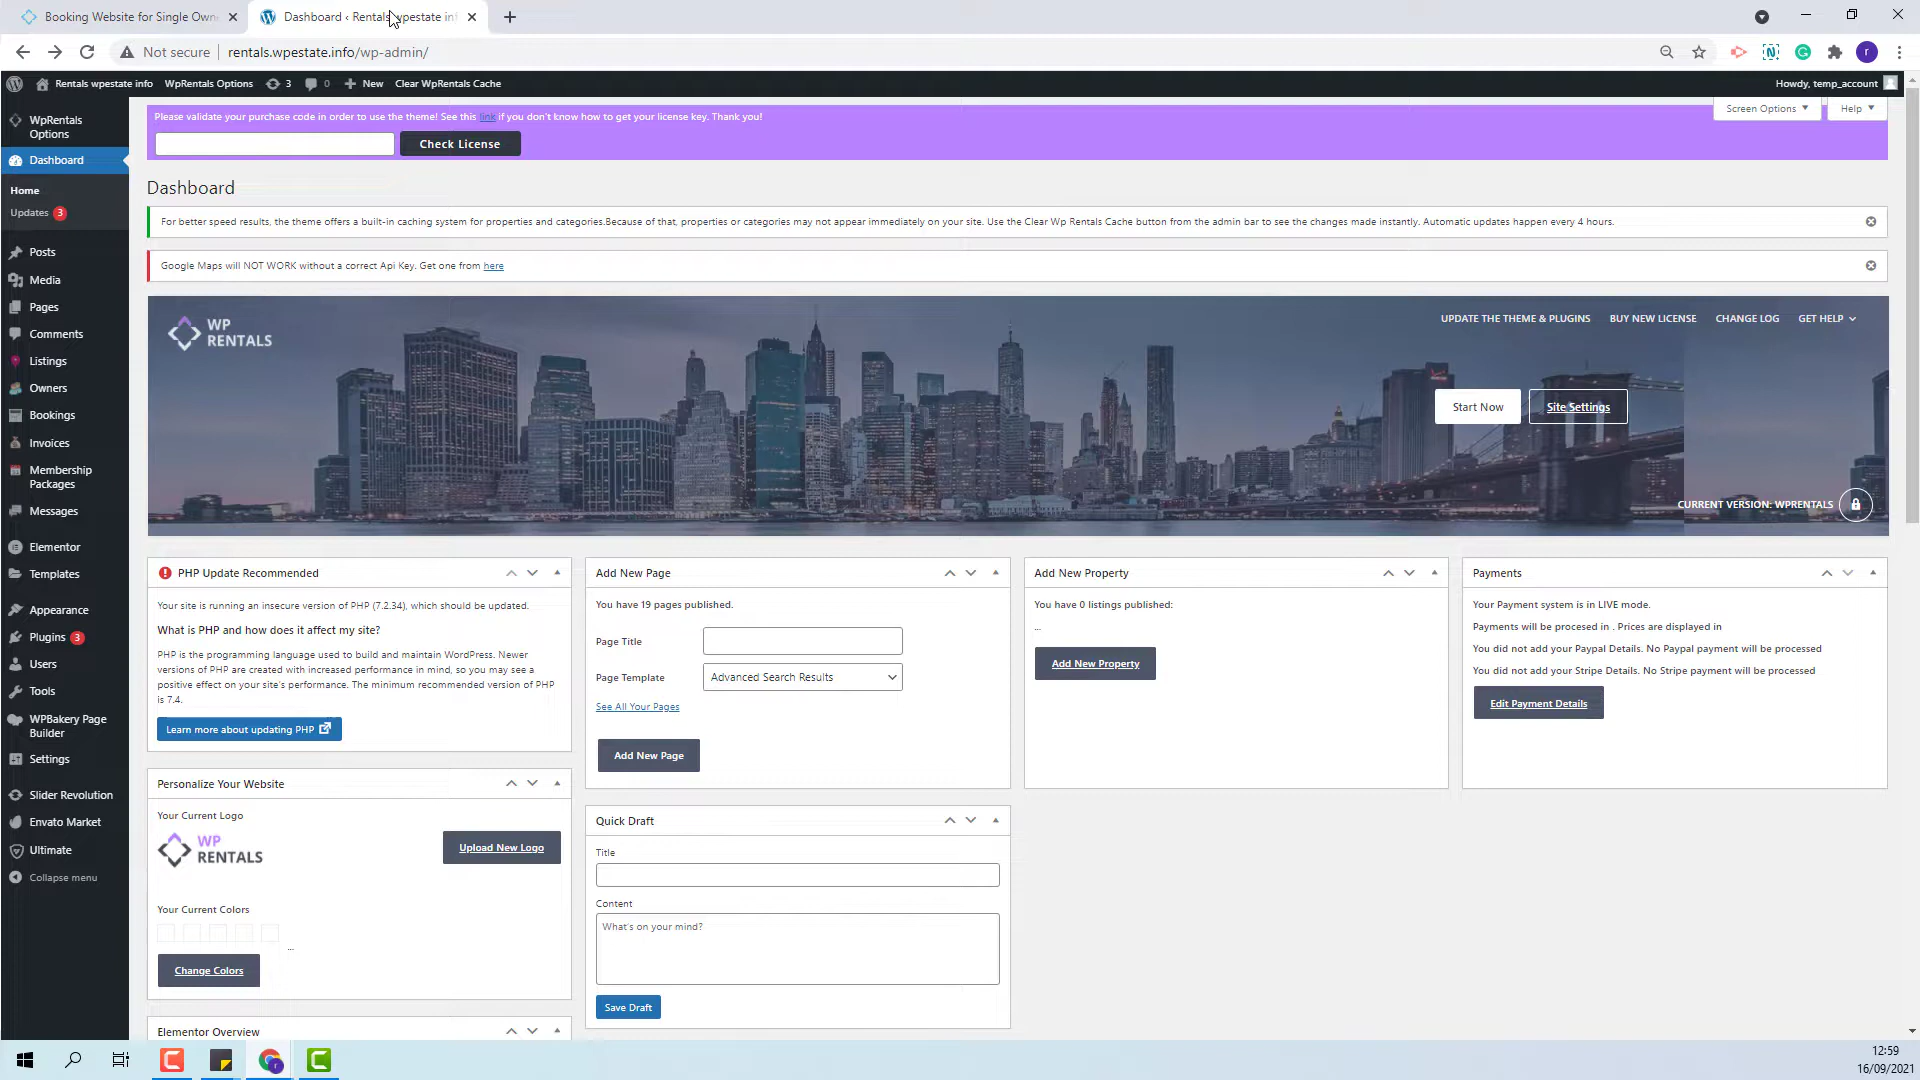 Booking Website for Single Own
Dashboard ‹ Rentals wpestate inf
Not secure
rentals.wpestate.info/wp-admin/
Rentals wpestate info
WpRentals Options
3
0
New
Clear WpRentals Cache
Howdy, temp_account
WpRentals Options
Dashboard
Home
Updates 3
Posts
Media
Pages
Comments
Listings
Owners
Bookings
Invoices
Membership Packages
Messages
Elementor
Templates
Appearance
Plugins 3
Users
Tools
WPBakery Page Builder
Settings
Slider Revolution
Envato Market
Ultimate
Collapse menu
Please validate your purchase code in order to use the theme! See this link if you don't know how to get your license key. Thank you!
Check License
Screen Options
Help
Dashboard
For better speed results, the theme offers a built-in caching system for properties and categories.Because of that, properties or categories may not appear immediately on your site. Use the Clear Wp Rentals Cache button from the admin bar to see the changes made instantly. Automatic updates happen every 4 hours.
Google Maps will NOT WORK without a correct Api Key. Get one from here
WP
RENTALS
UPDATE THE THEME & PLUGINS
BUY NEW LICENSE
CHANGE LOG
GET HELP
Start Now
Site Settings
CURRENT VERSION: WPRENTALS
PHP Update Recommended
Your site is running an insecure version of PHP (7.2.34), which should be updated.
What is PHP and how does it affect my site?
PHP is the programming language used to build and maintain WordPress. Newer
versions of PHP are created with increased performance in mind, so you may see a
positive effect on your site's performance. The minimum recommended version of PHP
is 7.4.
Learn more about updating PHP
Personalize Your Website
Your Current Logo
WP
RENTALS
Upload New Logo
Your Current Colors
...
Change Colors
Elementor Overview
Add New Page
You have 19 pages published.
Page Title
Page Template
Advanced Search Results
See All Your Pages
Add New Page
Quick Draft
Title
Content
What's on your mind?
Save Draft
Add New Property
You have 0 listings published:
...
Add New Property
Payments
Your Payment system is in LIVE mode.
Payments will be procesed in . Prices are displayed in
You did not add your Paypal Details. No Paypal payment will be processed
You did not add your Stripe Details. No Stripe payment will be processed
Edit Payment Details
12:59
16/09/2021